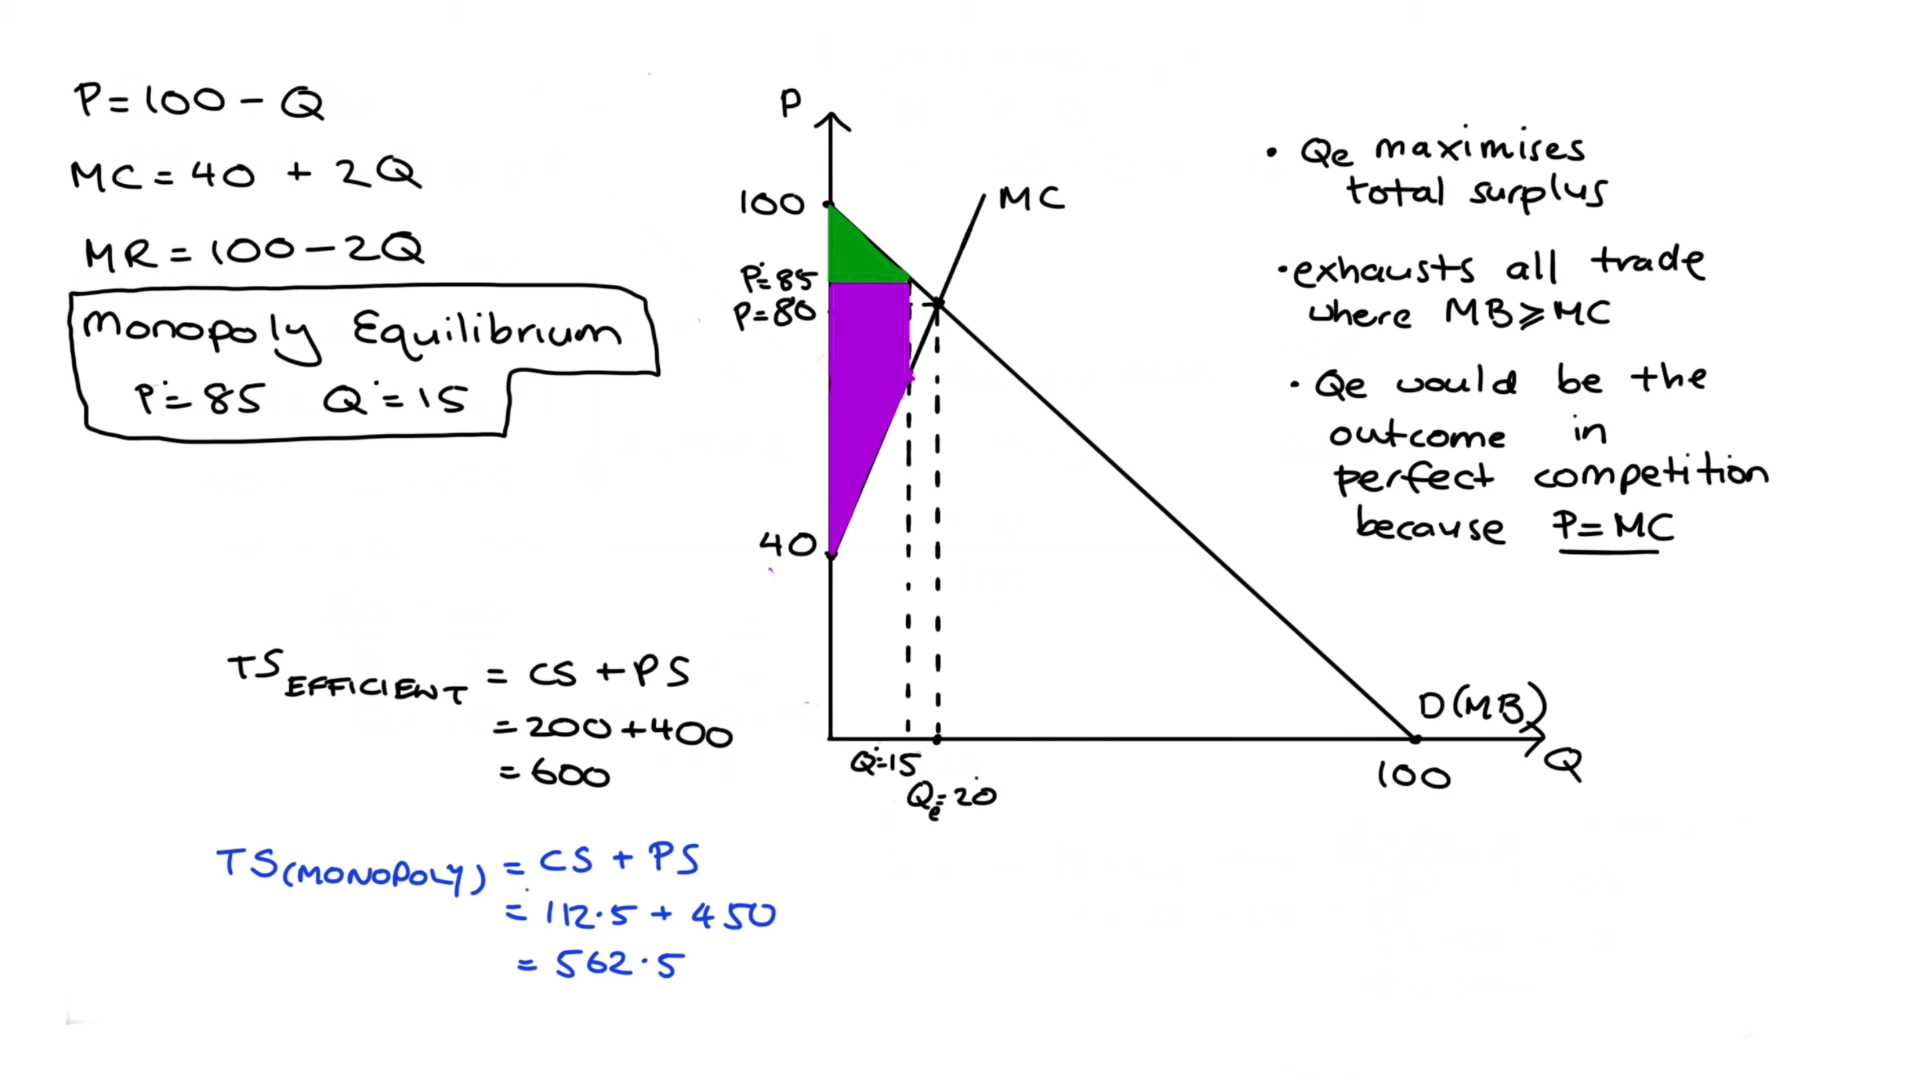 P = 100 - Q
MC = 40 + 2Q
MR = 100 - 2Q
Monopoly Equilibrium
P* = 85 Q* = 15
TS EFFICIENT = CS + PS
= 200 + 400
= 600
TS (MONOPOLY) = CS + PS
= 112.5 + 450
= 562.5
P
100
P* = 85
P = 80
40
MC
D (MB)
Q
Q* = 15
Qe = 20
100
• Qe maximises
total surplus
• exhausts all trade
where MB ≥ MC
• Qe would be the
outcome in
perfect competition
because P = MC